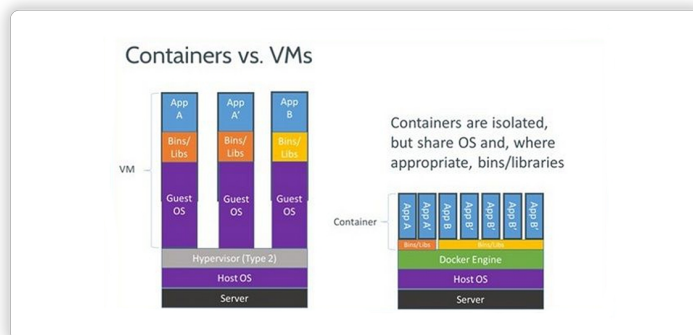 Containers vs. VMs
App
A
App
A'
App
B
Bins/
Libs
Bins/
Libs
Bins/
Libs
VM
Guest
OS
Guest
OS
Guest
OS
Hypervisor (Type 2)
Host OS
Server
Containers are isolated,
but share OS and, where
appropriate, bins/libraries
Container
App A
App A'
App B
App B'
App B'
App B'
App B'
Bins/Libs
Bins/Libs
Docker Engine
Host OS
Server